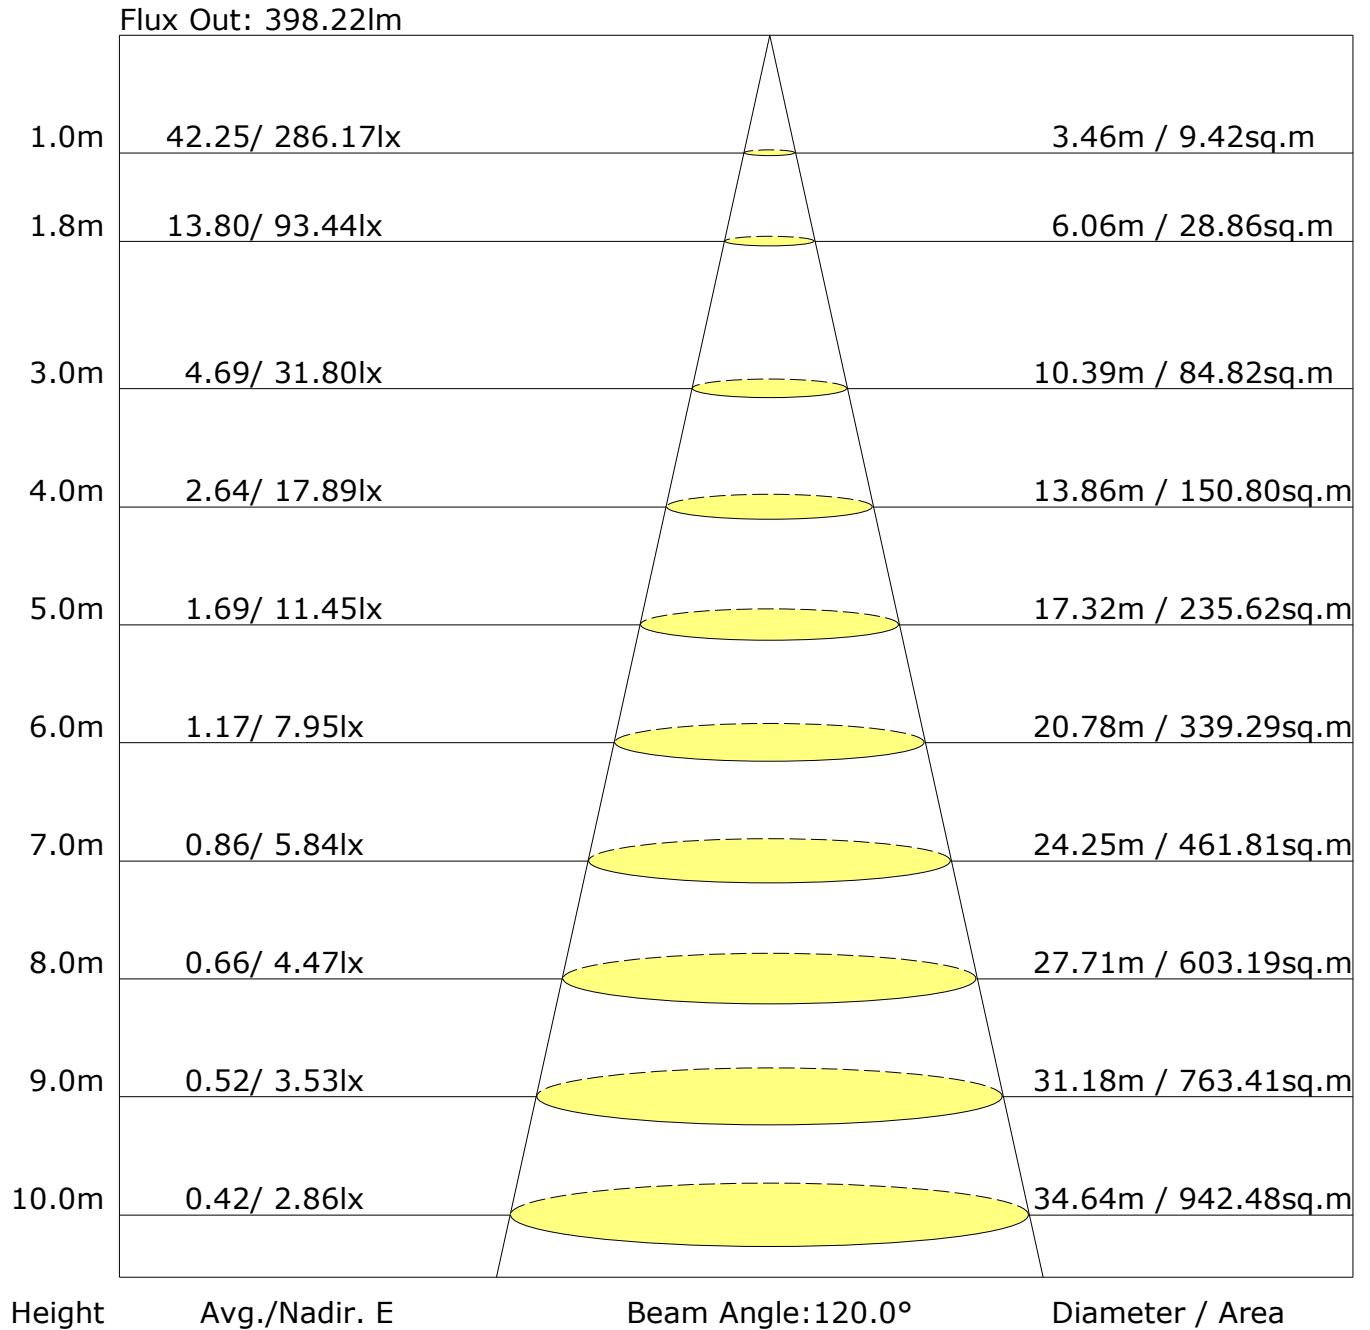 Flux Out: 398.22lm
1.0m 42.25/ 286.17lx 3.46m / 9.42sq.m
1.8m 13.80/ 93.44lx 6.06m / 28.86sq.m
3.0m 4.69/ 31.80lx 10.39m / 84.82sq.m
4.0m 2.64/ 17.89lx 13.86m / 150.80sq.m
5.0m 1.69/ 11.45lx 17.32m / 235.62sq.m
6.0m 1.17/ 7.95lx 20.78m / 339.29sq.m
7.0m 0.86/ 5.84lx 24.25m / 461.81sq.m
8.0m 0.66/ 4.47lx 27.71m / 603.19sq.m
9.0m 0.52/ 3.53lx 31.18m / 763.41sq.m
10.0m 0.42/ 2.86lx 34.64m / 942.48sq.m
Height Avg./Nadir. E Beam Angle:120.0° Diameter / Area